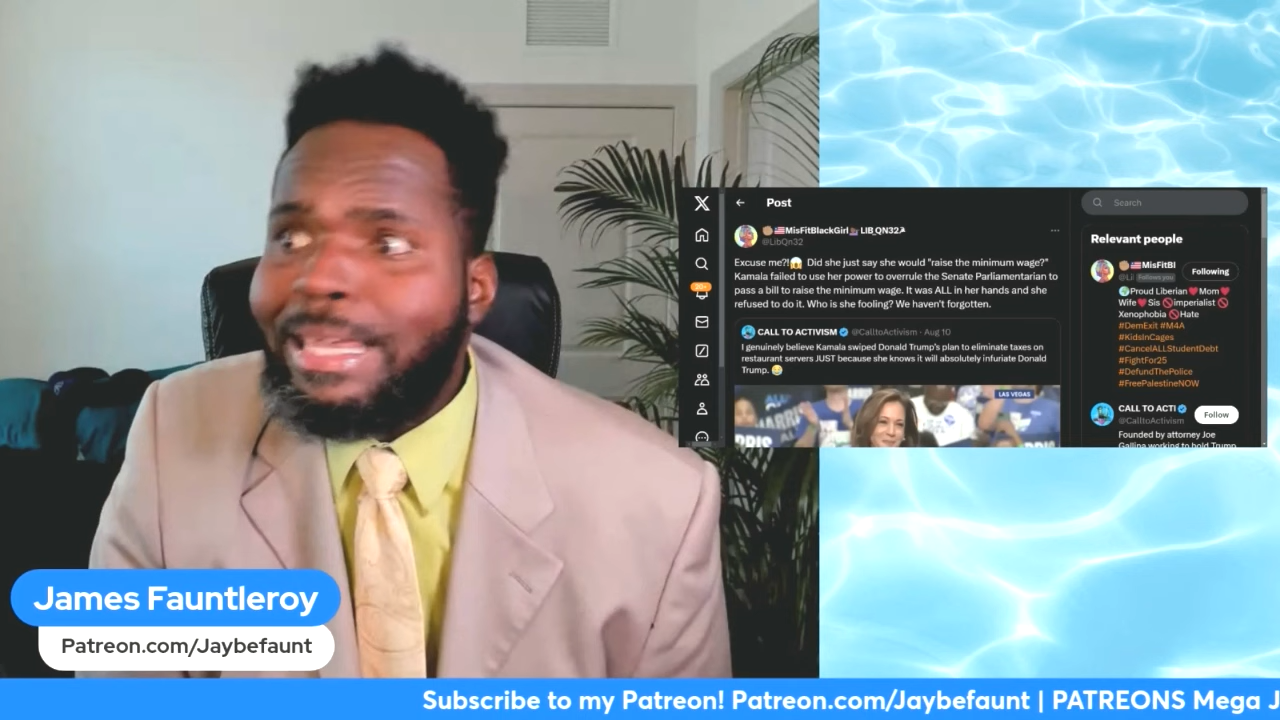 Post
Search
MisFitBlackGirl LIB_QN32
@LibQn32
Excuse me?! Did she just say she would "raise the minimum wage?"
Kamala failed to use her power to overrule the Senate Parliamentarian to
pass a bill to raise the minimum wage. It was ALL in her hands and she
refused to do it. Who is she fooling? We haven't forgotten.
CALL TO ACTIVISM @CalltoActivism · Aug 10
I genuinely believe Kamala swiped Donald Trump's plan to eliminate taxes on
restaurant servers JUST because she knows it will absolutely infuriate Donald
Trump.
LAS VEGAS
Relevant people
MisFitBl
Following
@Li Follows you
Proud Liberian Mom
Wife Sis imperialist
Xenophobia Hate
#DemExit #M4A
#KidsInCages
#CancelALLStudentDebt
#FightFor25
#DefundThePolice
#FreePalestineNOW
CALL TO ACTI
Follow
@CalltoActivism
Founded by attorney Joe
Gallina working to hold Trump
20+
James Fauntleroy
Patreon.com/Jaybefaunt
Subscribe to my Patreon! Patreon.com/Jaybefaunt | PATREONS Mega J